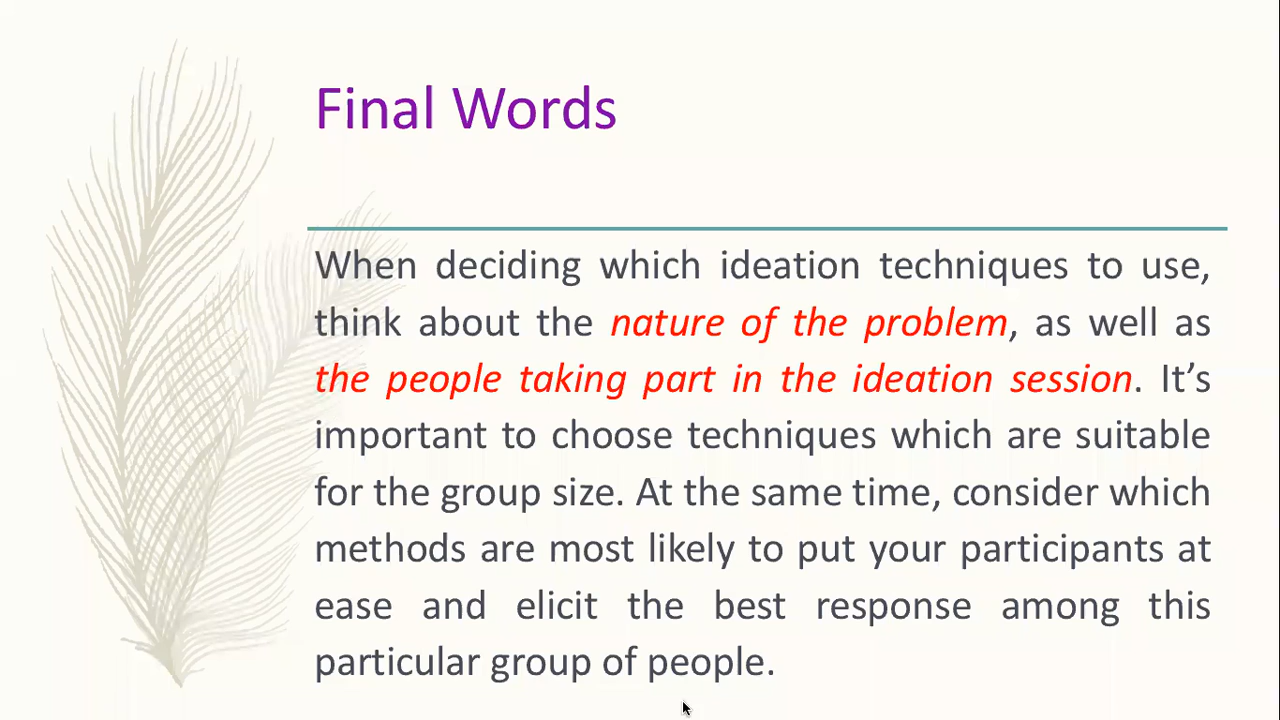 Final Words
When deciding which ideation techniques to use,
think about the nature of the problem, as well as
the people taking part in the ideation session. It’s
important to choose techniques which are suitable
for the group size. At the same time, consider which
methods are most likely to put your participants at
ease and elicit the best response among this
particular group of people.